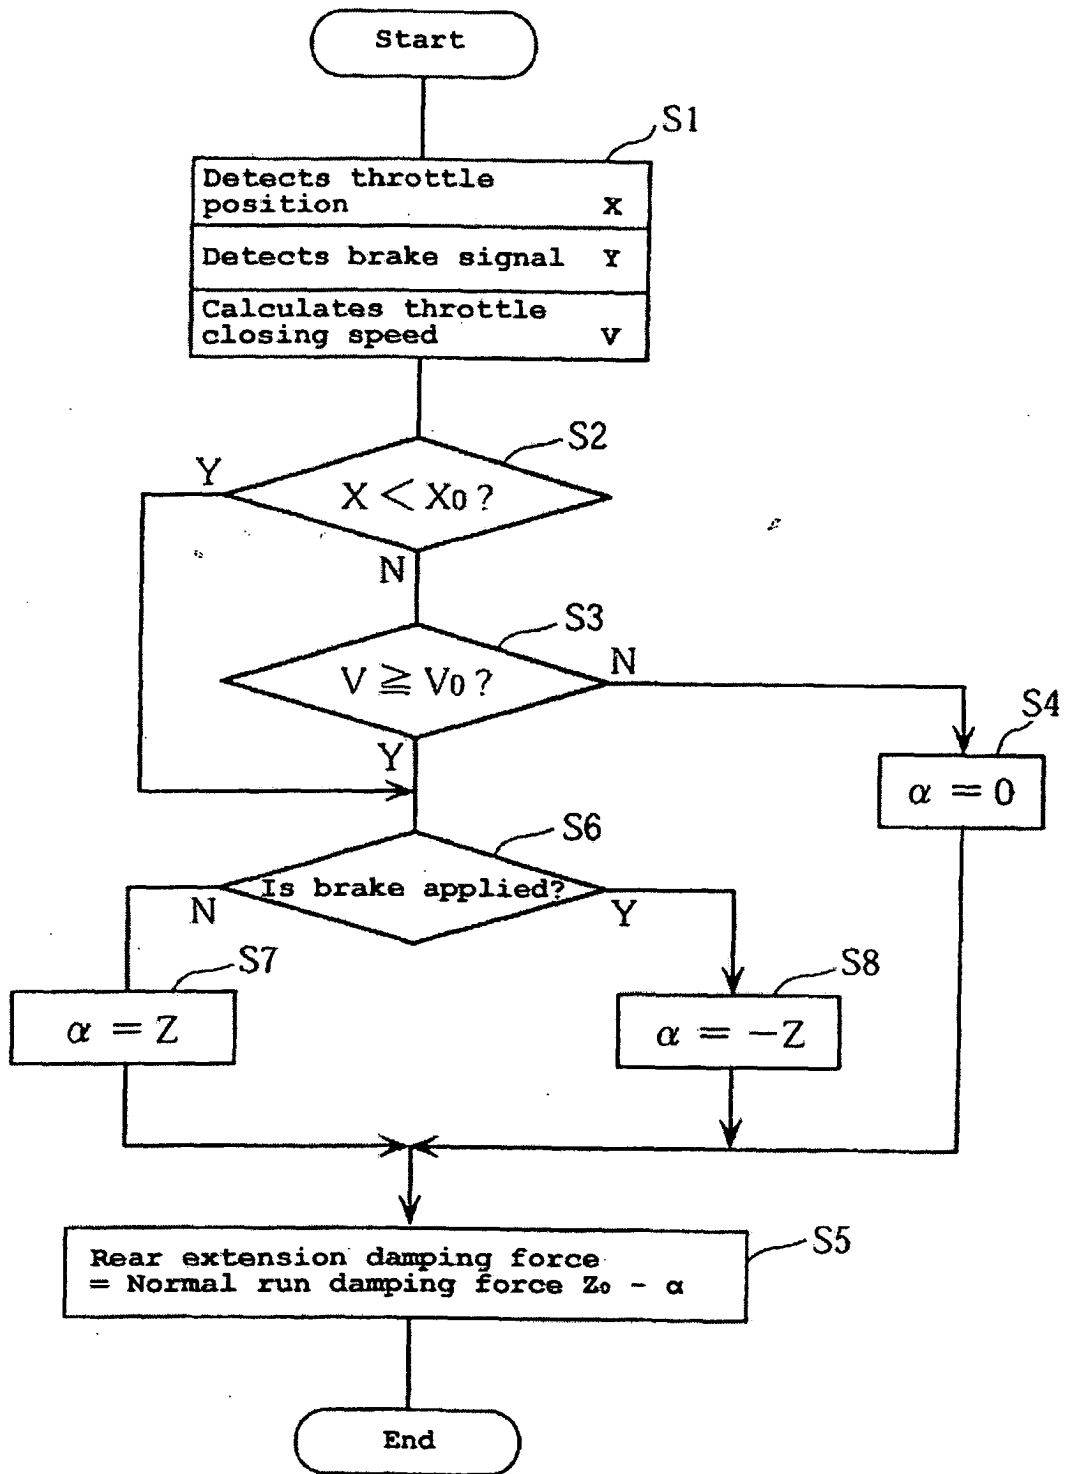 Start
S1
Detects throttle
position X
Detects brake signal Y
Calculates throttle
closing speed V
S2
Y
X < X0 ?
N
S3
V ≧ V0 ?
N
Y
S4
α = 0
S6
Is brake applied?
N
Y
S7
α = Z
S8
α = −Z
S5
Rear extension damping force
= Normal run damping force Z0 - α
End